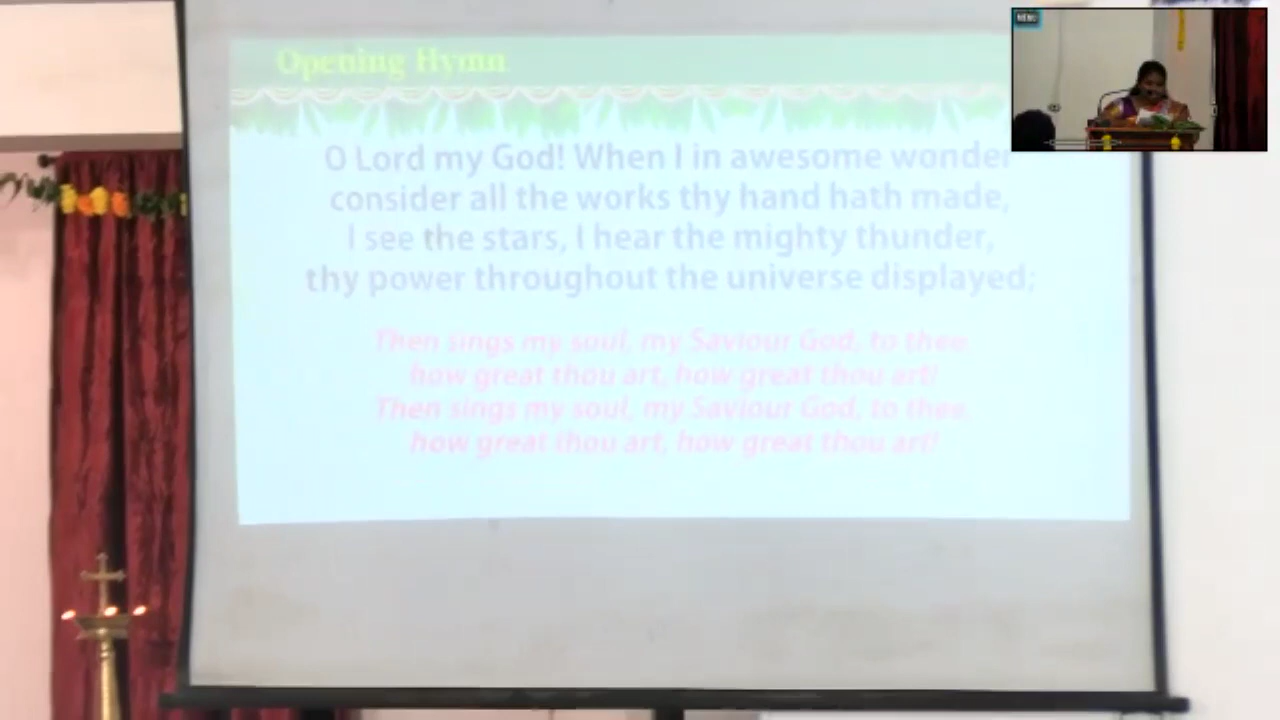 MENU
Opening Hymn
O Lord my God! When I in awesome wonder
consider all the works thy hand hath made,
I see the stars, I hear the mighty thunder,
thy power throughout the universe displayed;
Then sings my soul, my Saviour God, to thee,
how great thou art, how great thou art!
Then sings my soul, my Saviour God, to thee,
how great thou art, how great thou art!